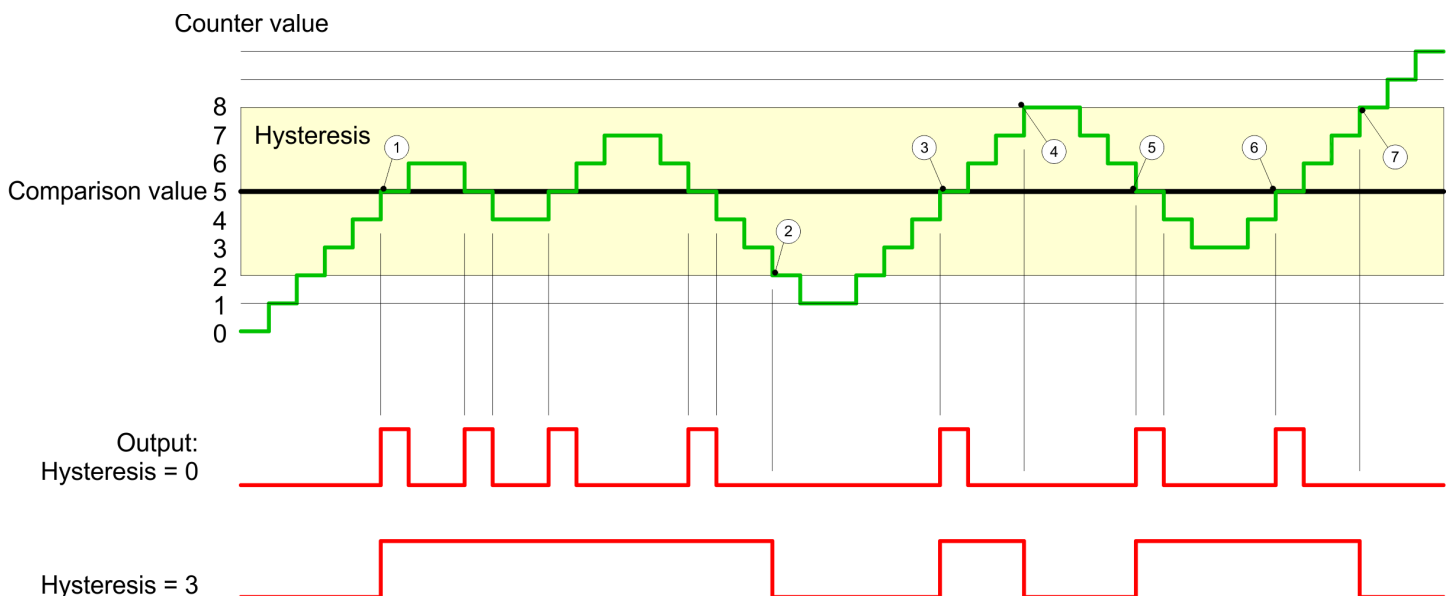 Counter value
8
7
Hysteresis
1
6
3
4
5
6
7
Comparison value 5
4
3
2
2
1
0
Output:
Hysteresis = 0
Hysteresis = 3